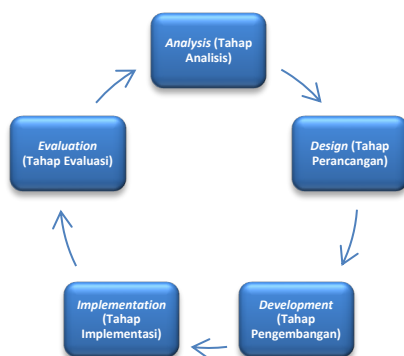 Analysis (Tahap
Analisis)
Design (Tahap
Perancangan)
Development
(Tahap
Pengembangan)
Implementation
(Tahap
Implementasi)
Evaluation
(Tahap Evaluasi)